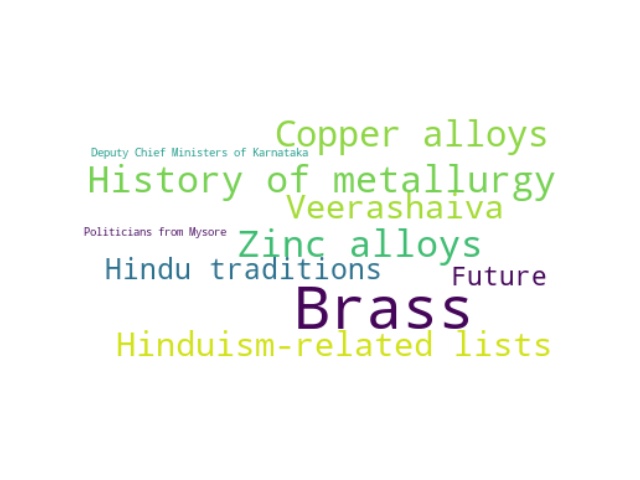 Copper alloys
Deputy Chief Ministers of Karnataka
History of metallurgy
Veerashaiva
Politicians from Mysore
Zinc alloys
Hindu traditions
Future
Brass
Hinduism-related lists